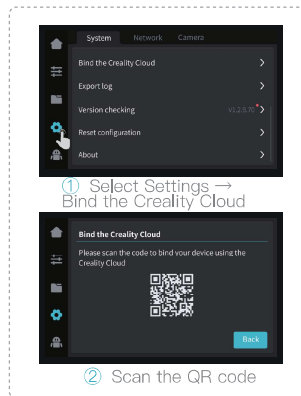 System Network Camera
Bind the Creality Cloud
Export log
Version checking V1.2.9.70
Reset configuration
About
① Select Settings →
Bind the Creality Cloud
Bind the Creality Cloud
Please scan the code to bind your device using the
Creality Cloud
Back
② Scan the QR code